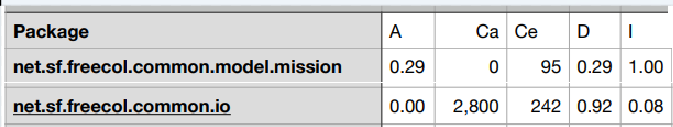 Package A Ca Ce D I
net.sf.freecol.common.model.mission 0.29 0 95 0.29 1.00
net.sf.freecol.common.io 0.00 2,800 242 0.92 0.08